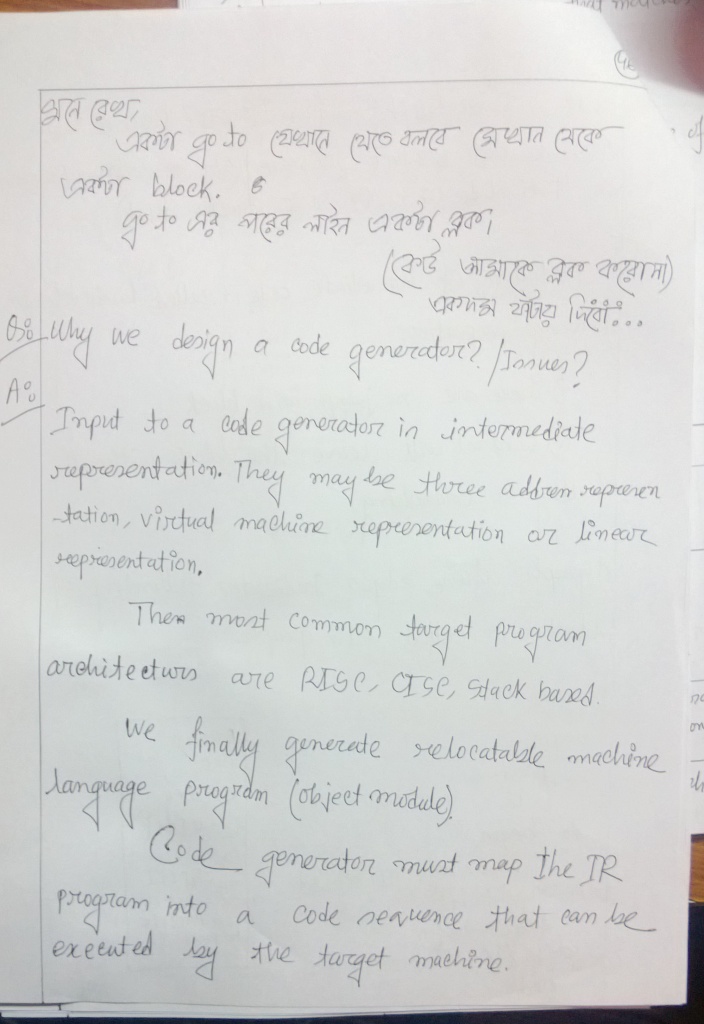 মনে রেখ,
একটা go to যেখানে যেতে বলবে সেখান থেকে
একটা block.
go to এর পরের লাইন একটা ব্লক।
(কেউ আমাকে ব্লক করোনা)
একদম ফাটায় দিবো...
Q: Why we design a code generator? / Issues?
A:
Input to a code generator in intermediate
representation. They may be three address represen
-tation, virtual machine representation or linear
representation.
The most common target program
architecturs are RISC, CISC, stack based.
We finally generate relocatable machine
language program (object module).
Code generator must map the IR
program into a code sequence that can be
executed by the target machine.